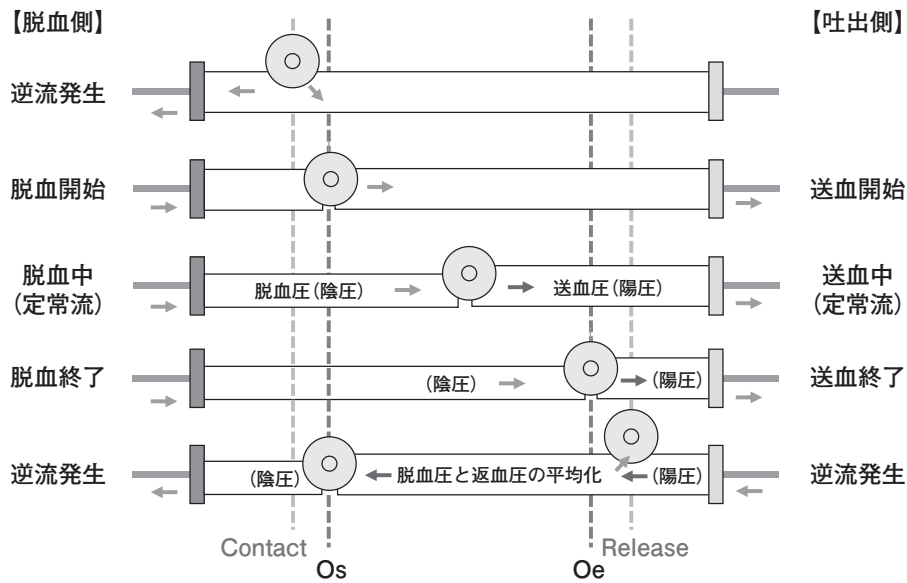 【脱血側】
【吐出側】
逆流発生
脱血開始
送血開始
脱血中
(定常流)
脱血圧(陰圧)
送血圧(陽圧)
送血中
(定常流)
脱血終了
(陰圧)
(陽圧)
送血終了
逆流発生
(陰圧)
脱血圧と返血圧の平均化
(陽圧)
逆流発生
Contact
Release
Os
Oe